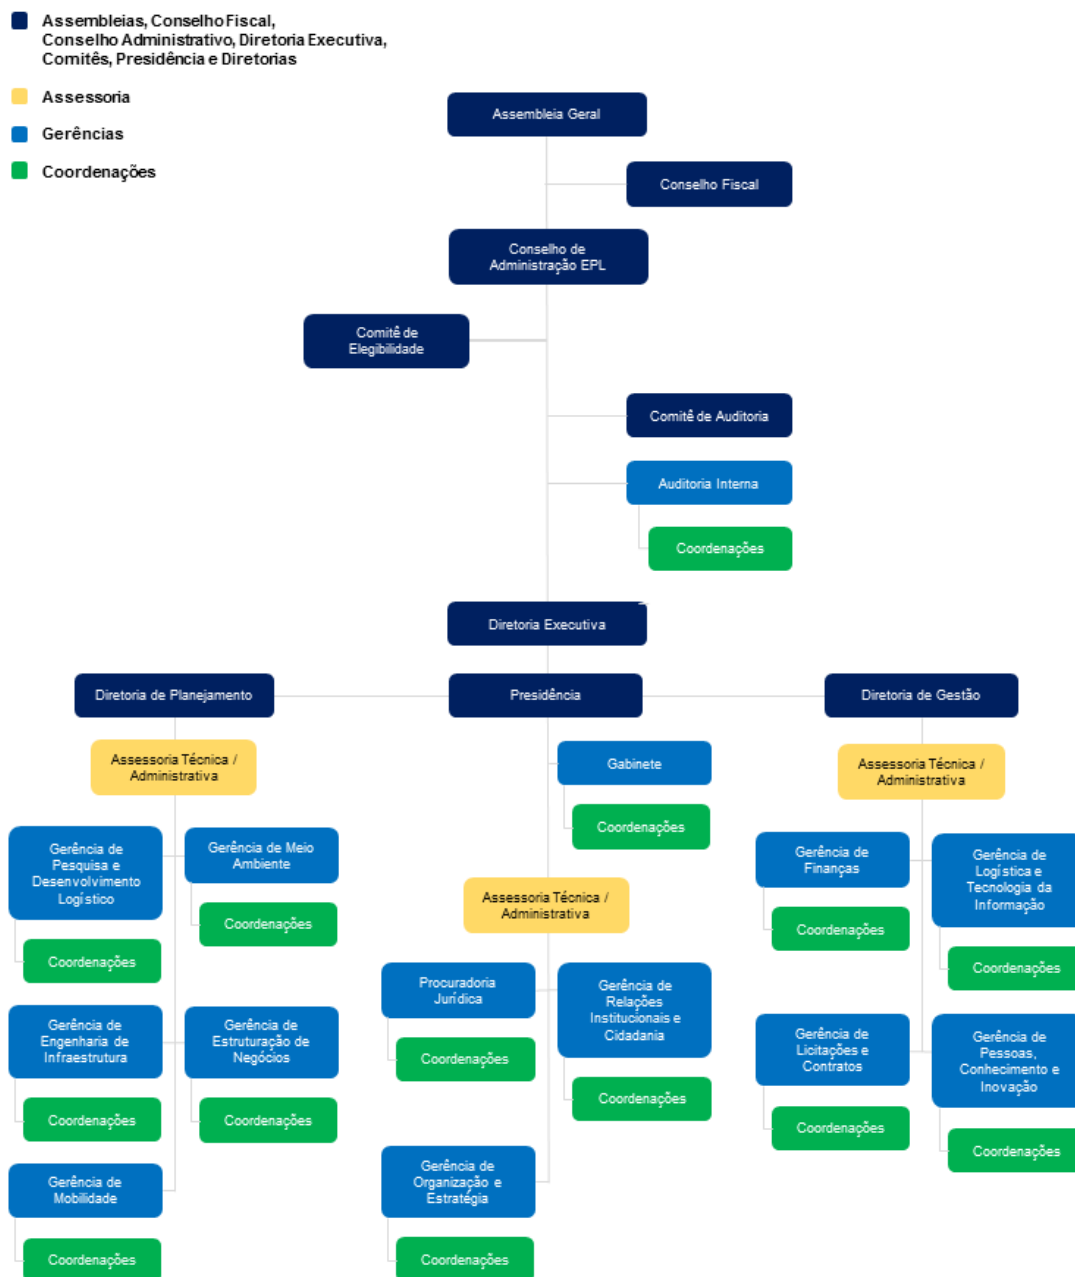 Assembleias, Conselho Fiscal,
Conselho Administrativo, Diretoria Executiva,
Comitês, Presidência e Diretorias
Assessoria
Gerências
Coordenações
Assembleia Geral
Conselho Fiscal
Conselho de
Administração EPL
Comitê de
Elegibilidade
Comitê de Auditoria
Auditoria Interna
Coordenações
Diretoria Executiva
Diretoria de Planejamento
Presidência
Diretoria de Gestão
Assessoria Técnica /
Administrativa
Gerência de
Pesquisa e
Desenvolvimento
Logístico
Coordenações
Gerência de Meio
Ambiente
Coordenações
Gerência de
Engenharia de
Infraestrutura
Coordenações
Gerência de
Estruturação de
Negócios
Coordenações
Gerência de
Mobilidade
Coordenações
Gabinete
Coordenações
Assessoria Técnica /
Administrativa
Procuradoria
Jurídica
Coordenações
Gerência de
Relações
Institucionais e
Cidadania
Coordenações
Gerência de
Organização e
Estratégia
Coordenações
Assessoria Técnica /
Administrativa
Gerência de
Finanças
Coordenações
Gerência de
Logística e
Tecnologia da
Informação
Coordenações
Gerência de
Licitações e
Contratos
Coordenações
Gerência de
Pessoas,
Conhecimento e
Inovação
Coordenações